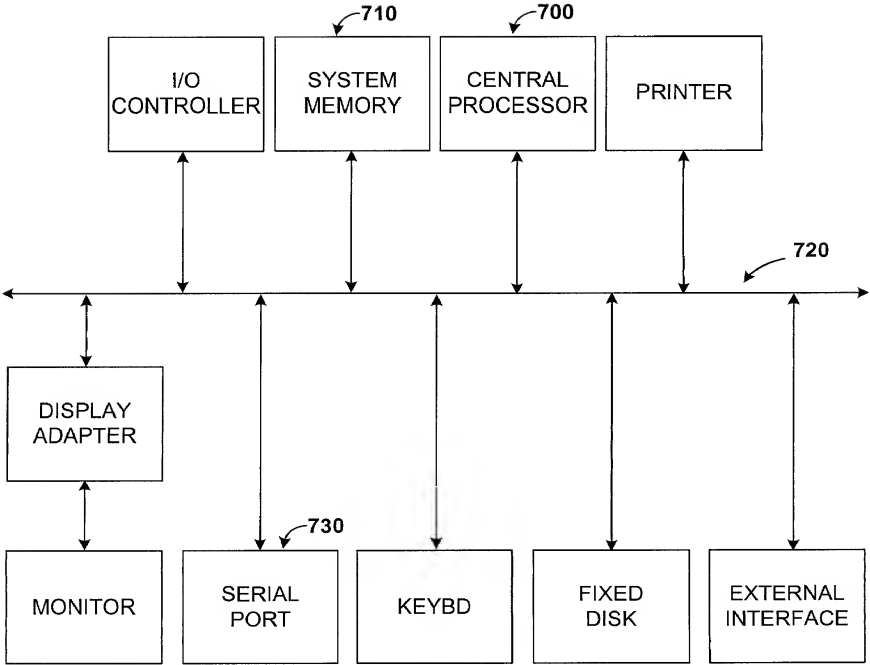 710
700
I/O
CONTROLLER
SYSTEM
MEMORY
CENTRAL
PROCESSOR
PRINTER
720
DISPLAY
ADAPTER
730
MONITOR
SERIAL
PORT
KEYBD
FIXED
DISK
EXTERNAL
INTERFACE